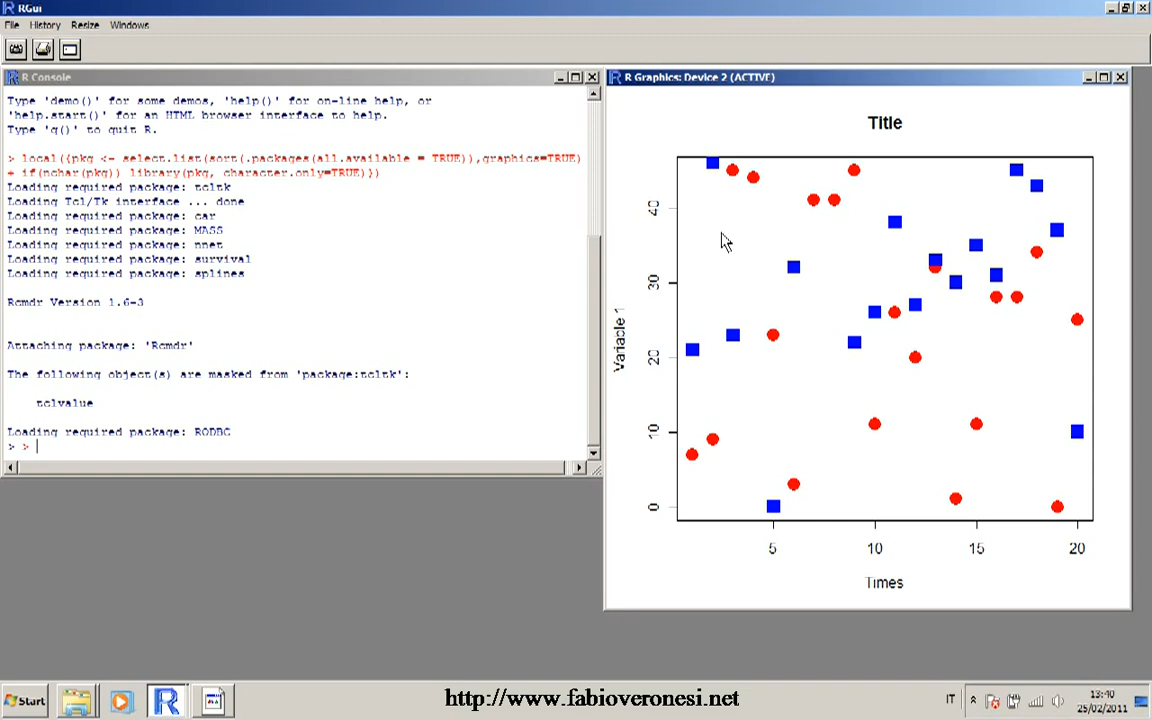 RGui
File History Resize Windows
R Console
Type 'demo()' for some demos, 'help()' for on-line help, or
'help.start()' for an HTML browser interface to help.
Type 'q()' to quit R.
> local({pkg <- select.list(sort(.packages(all.available = TRUE)),graphics=TRUE)
+ if(nchar(pkg)) library(pkg, character.only=TRUE)})
Loading required package: tcltk
Loading Tcl/Tk interface ... done
Loading required package: car
Loading required package: MASS
Loading required package: nnet
Loading required package: survival
Loading required package: splines
Rcmdr Version 1.6-3
Attaching package: 'Rcmdr'
The following object(s) are masked from 'package:tcltk':
tclvalue
Loading required package: RODBC
> >
R Graphics: Device 2 (ACTIVE)
Title
Variable 1
40
30
20
10
0
5 10 15 20
Times
Start
http://www.fabioveronesi.net
IT
13:40
25/02/2011